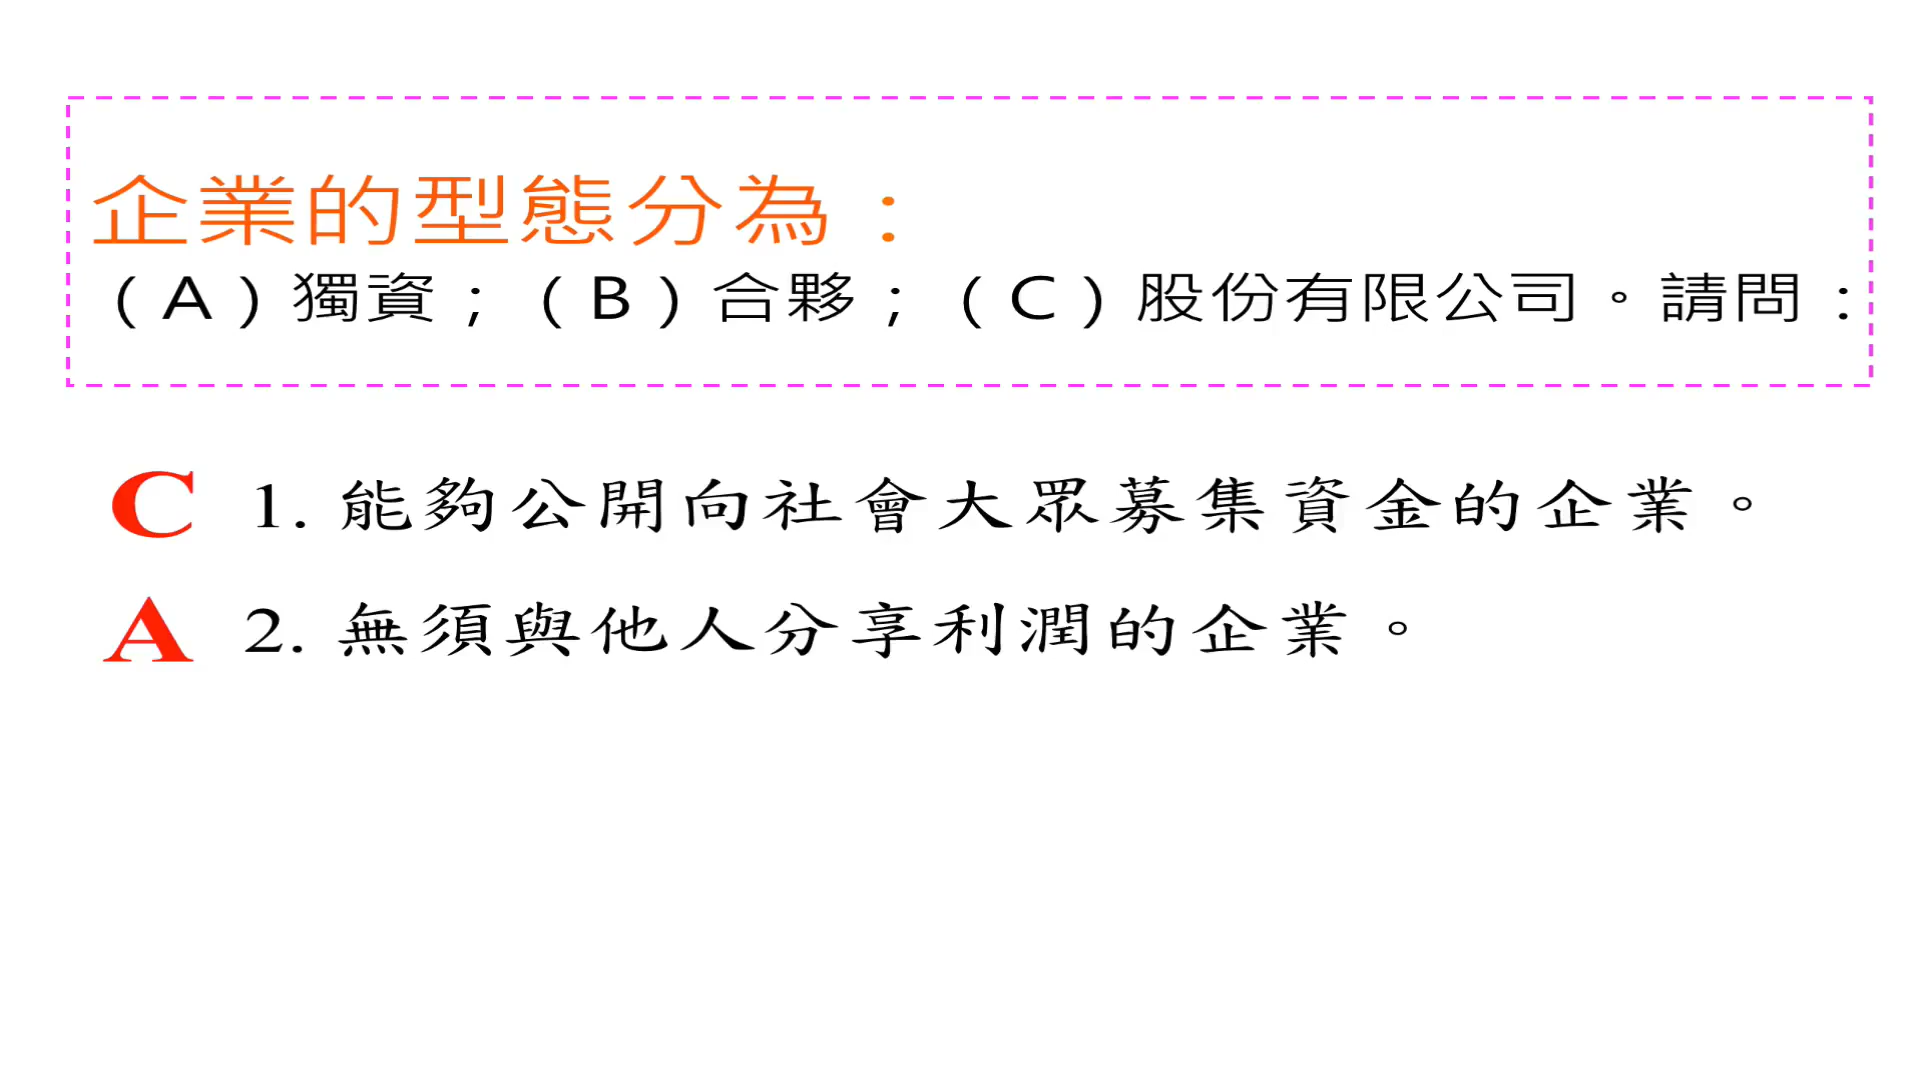 企業的型態分為：
（A）獨資；（B）合夥；（C）股份有限公司。請問：
C 1. 能夠公開向社會大眾募集資金的企業。
A 2. 無須與他人分享利潤的企業。